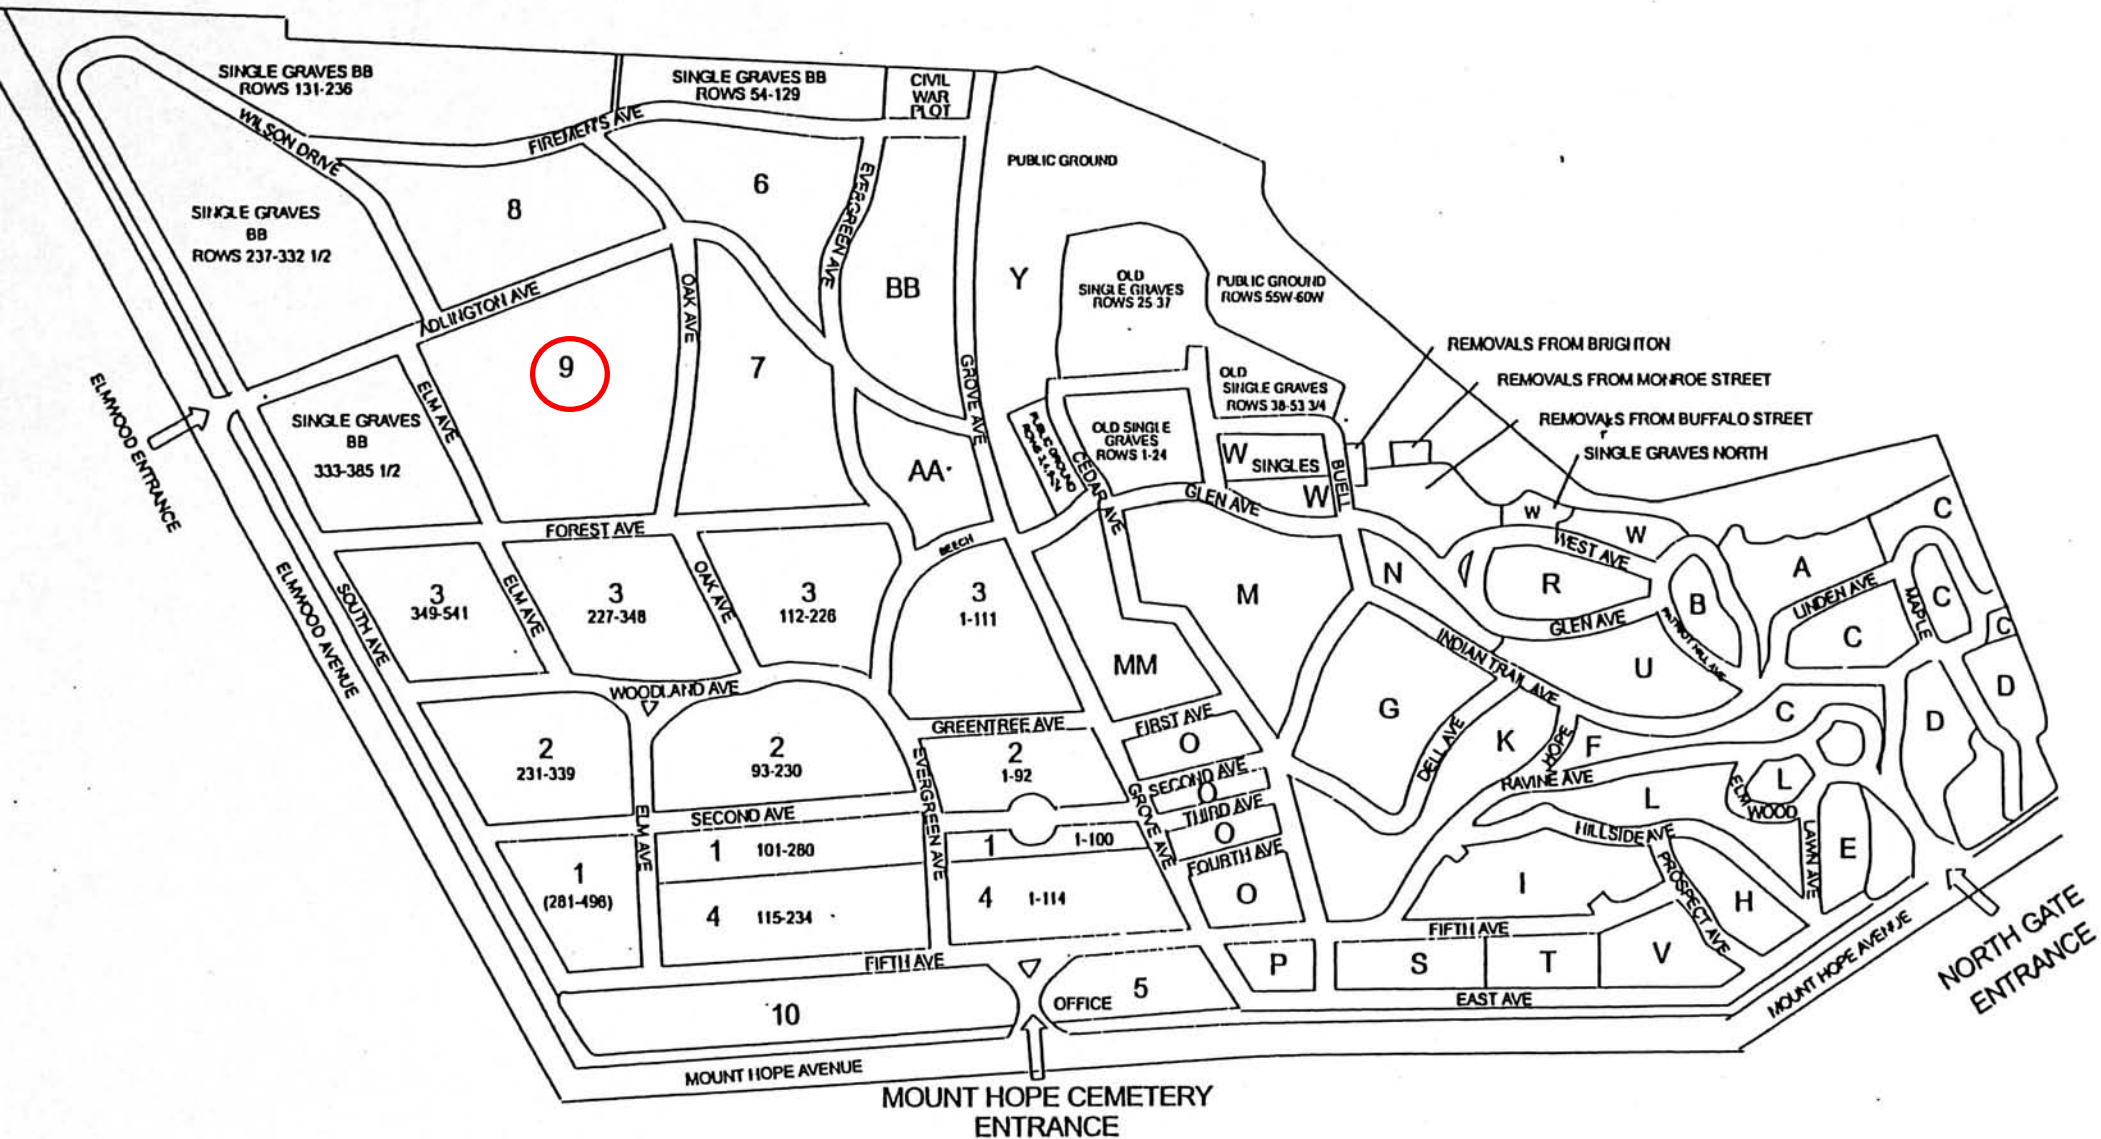 SINGLE GRAVES BB
ROWS 131-236
SINGLE GRAVES BB
ROWS 54-129
CIVIL
WAR
PLOT
WILSON DRIVE
FIREMEN'S AVE
PUBLIC GROUND
8
6
EVERGREEN AVE
SINGLE GRAVES
BB
ROWS 237-332 1/2
ADLINGTON AVE
OAK AVE
BB
Y
OLD
SINGLE GRAVES
ROWS 25 37
PUBLIC GROUND
ROWS 55W-60W
9
7
GROVE AVE
ELM AVE
ELMWOOD ENTRANCE
SINGLE GRAVES
BB
333-385 1/2
OLD
SINGLE GRAVES
ROWS 38-53 3/4
REMOVALS FROM BRIGHTON
REMOVALS FROM MONROE STREET
REMOVALS FROM BUFFALO STREET
SINGLE GRAVES NORTH
PUBLIC GROUND
OLD SINGLE
GRAVES
ROWS 1-24
CEDAR AVE
W
SINGLES
W
BUELL
AA
GLEN AVE
FOREST AVE
BEECH
W
W
WEST AVE
C
A
SOUTH AVE
ELMWOOD AVENUE
3
349-541
ELM AVE
3
227-348
OAK AVE
3
112-226
3
1-111
M
N
R
B
LINDEN AVE
MAPLE
C
C
C
GLEN AVE
PATRIOT HILL AVE
INDIAN TRAIL AVE
U
MM
WOODLAND AVE
GREENTREE AVE
FIRST AVE
G
DELL AVE
K
HOPE
F
C
D
D
2
231-339
2
93-230
EVERGREEN AVE
2
1-92
O
SECOND AVE
O
THIRD AVE
O
FOURTH AVE
O
GROVE AVE
RAVINE AVE
L
L
ELM
WOOD
ELM AVE
SECOND AVE
1
101-280
1
1-100
HILLSIDE AVE
LAWN AVE
E
1
(281-496)
4
115-234
4
1-114
I
PROSPECT AVE
H
FIFTH AVE
FIFTH AVE
P
S
T
V
10
OFFICE
5
EAST AVE
MOUNT HOPE AVENUE
NORTH GATE
ENTRANCE
MOUNT HOPE AVENUE
MOUNT HOPE CEMETERY
ENTRANCE